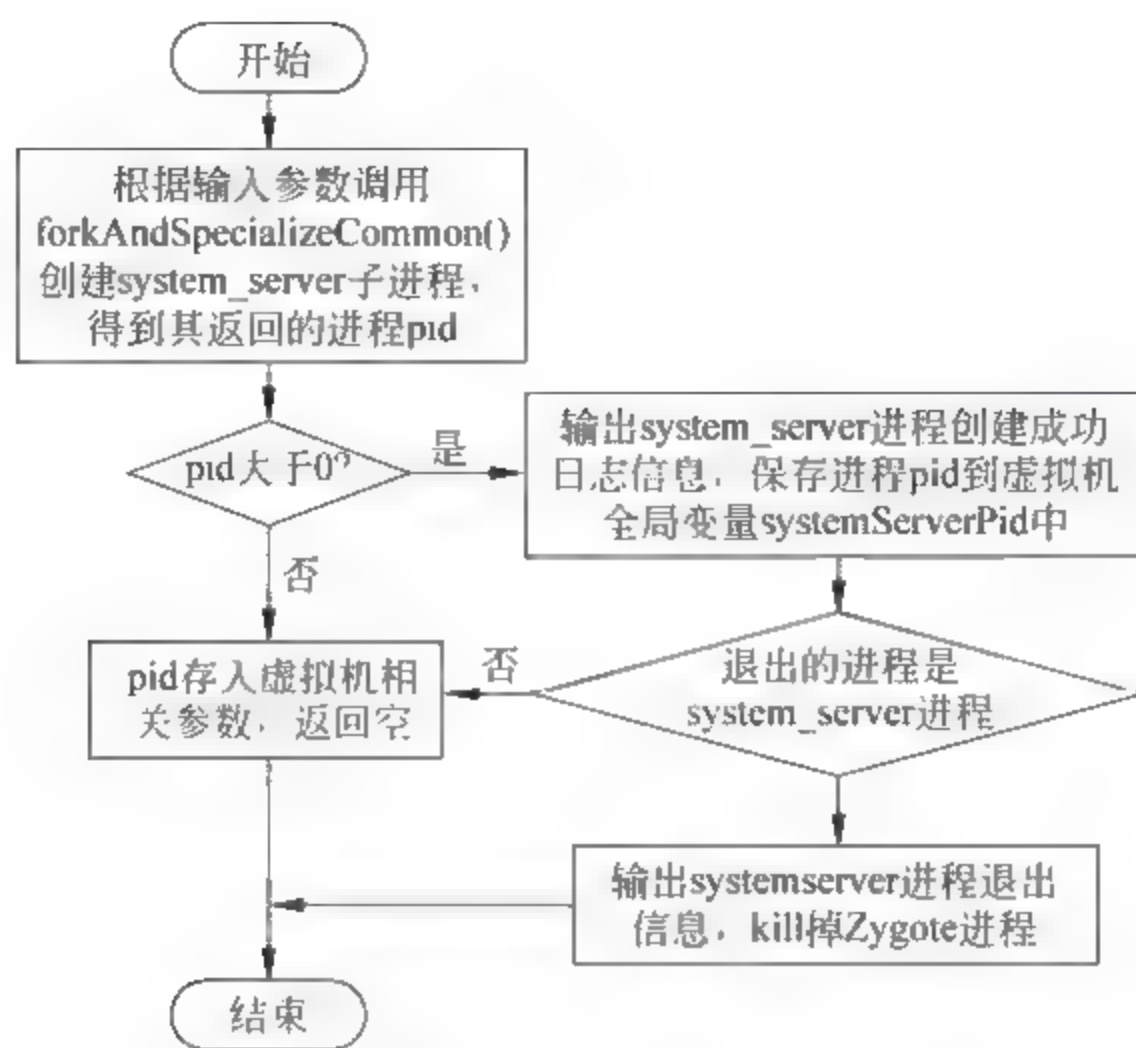 开始
根据输入参数调用
forkAndSpecializeCommon()
创建system_server子进程，
得到其返回的进程pid
pid大于0?
是
输出system_server进程创建成功
日志信息，保存进程pid到虚拟机
全局变量systemServerPid中
否
pid存入虚拟机相
关参数，返回空
否
退出的进程是
system_server进程
输出systemserver进程退出
信息，kill掉Zygote进程
结束